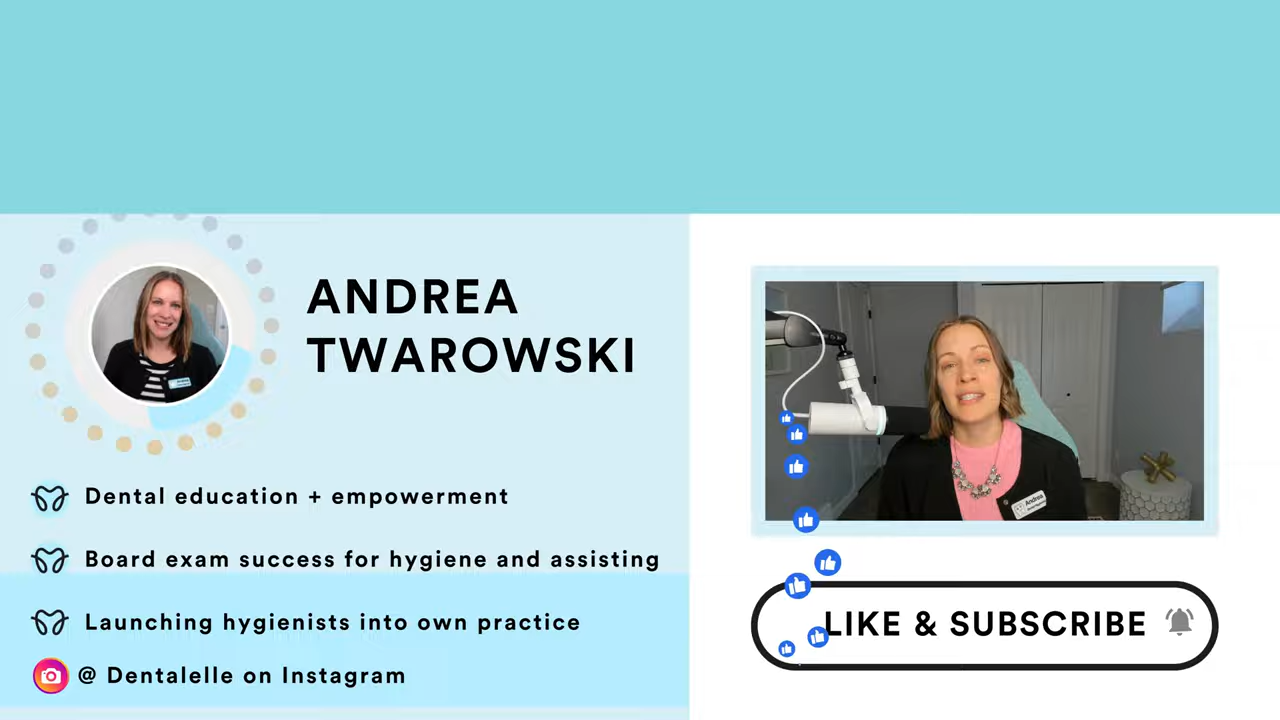 ANDREA
TWAROWSKI
Dental education + empowerment
Board exam success for hygiene and assisting
Launching hygienists into own practice
@ Dentalelle on Instagram
Andrea
LIKE & SUBSCRIBE